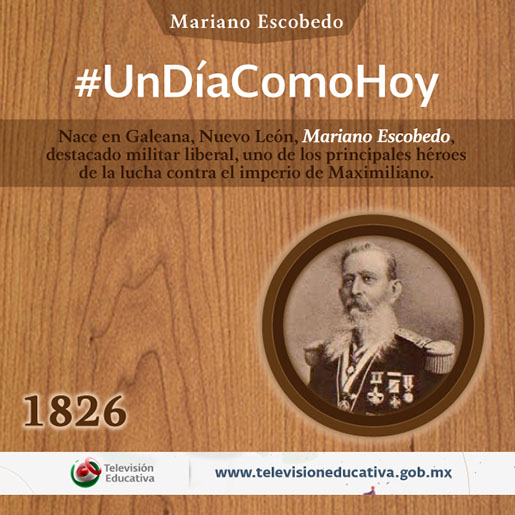 Mariano Escobedo
#UnDíaComoHoy
Nace en Galeana, Nuevo León, Mariano Escobedo,
destacado militar liberal, uno de los principales héroes
de la lucha contra el imperio de Maximiliano.
1826
Televisión
Educativa
www.televisioneducativa.gob.mx